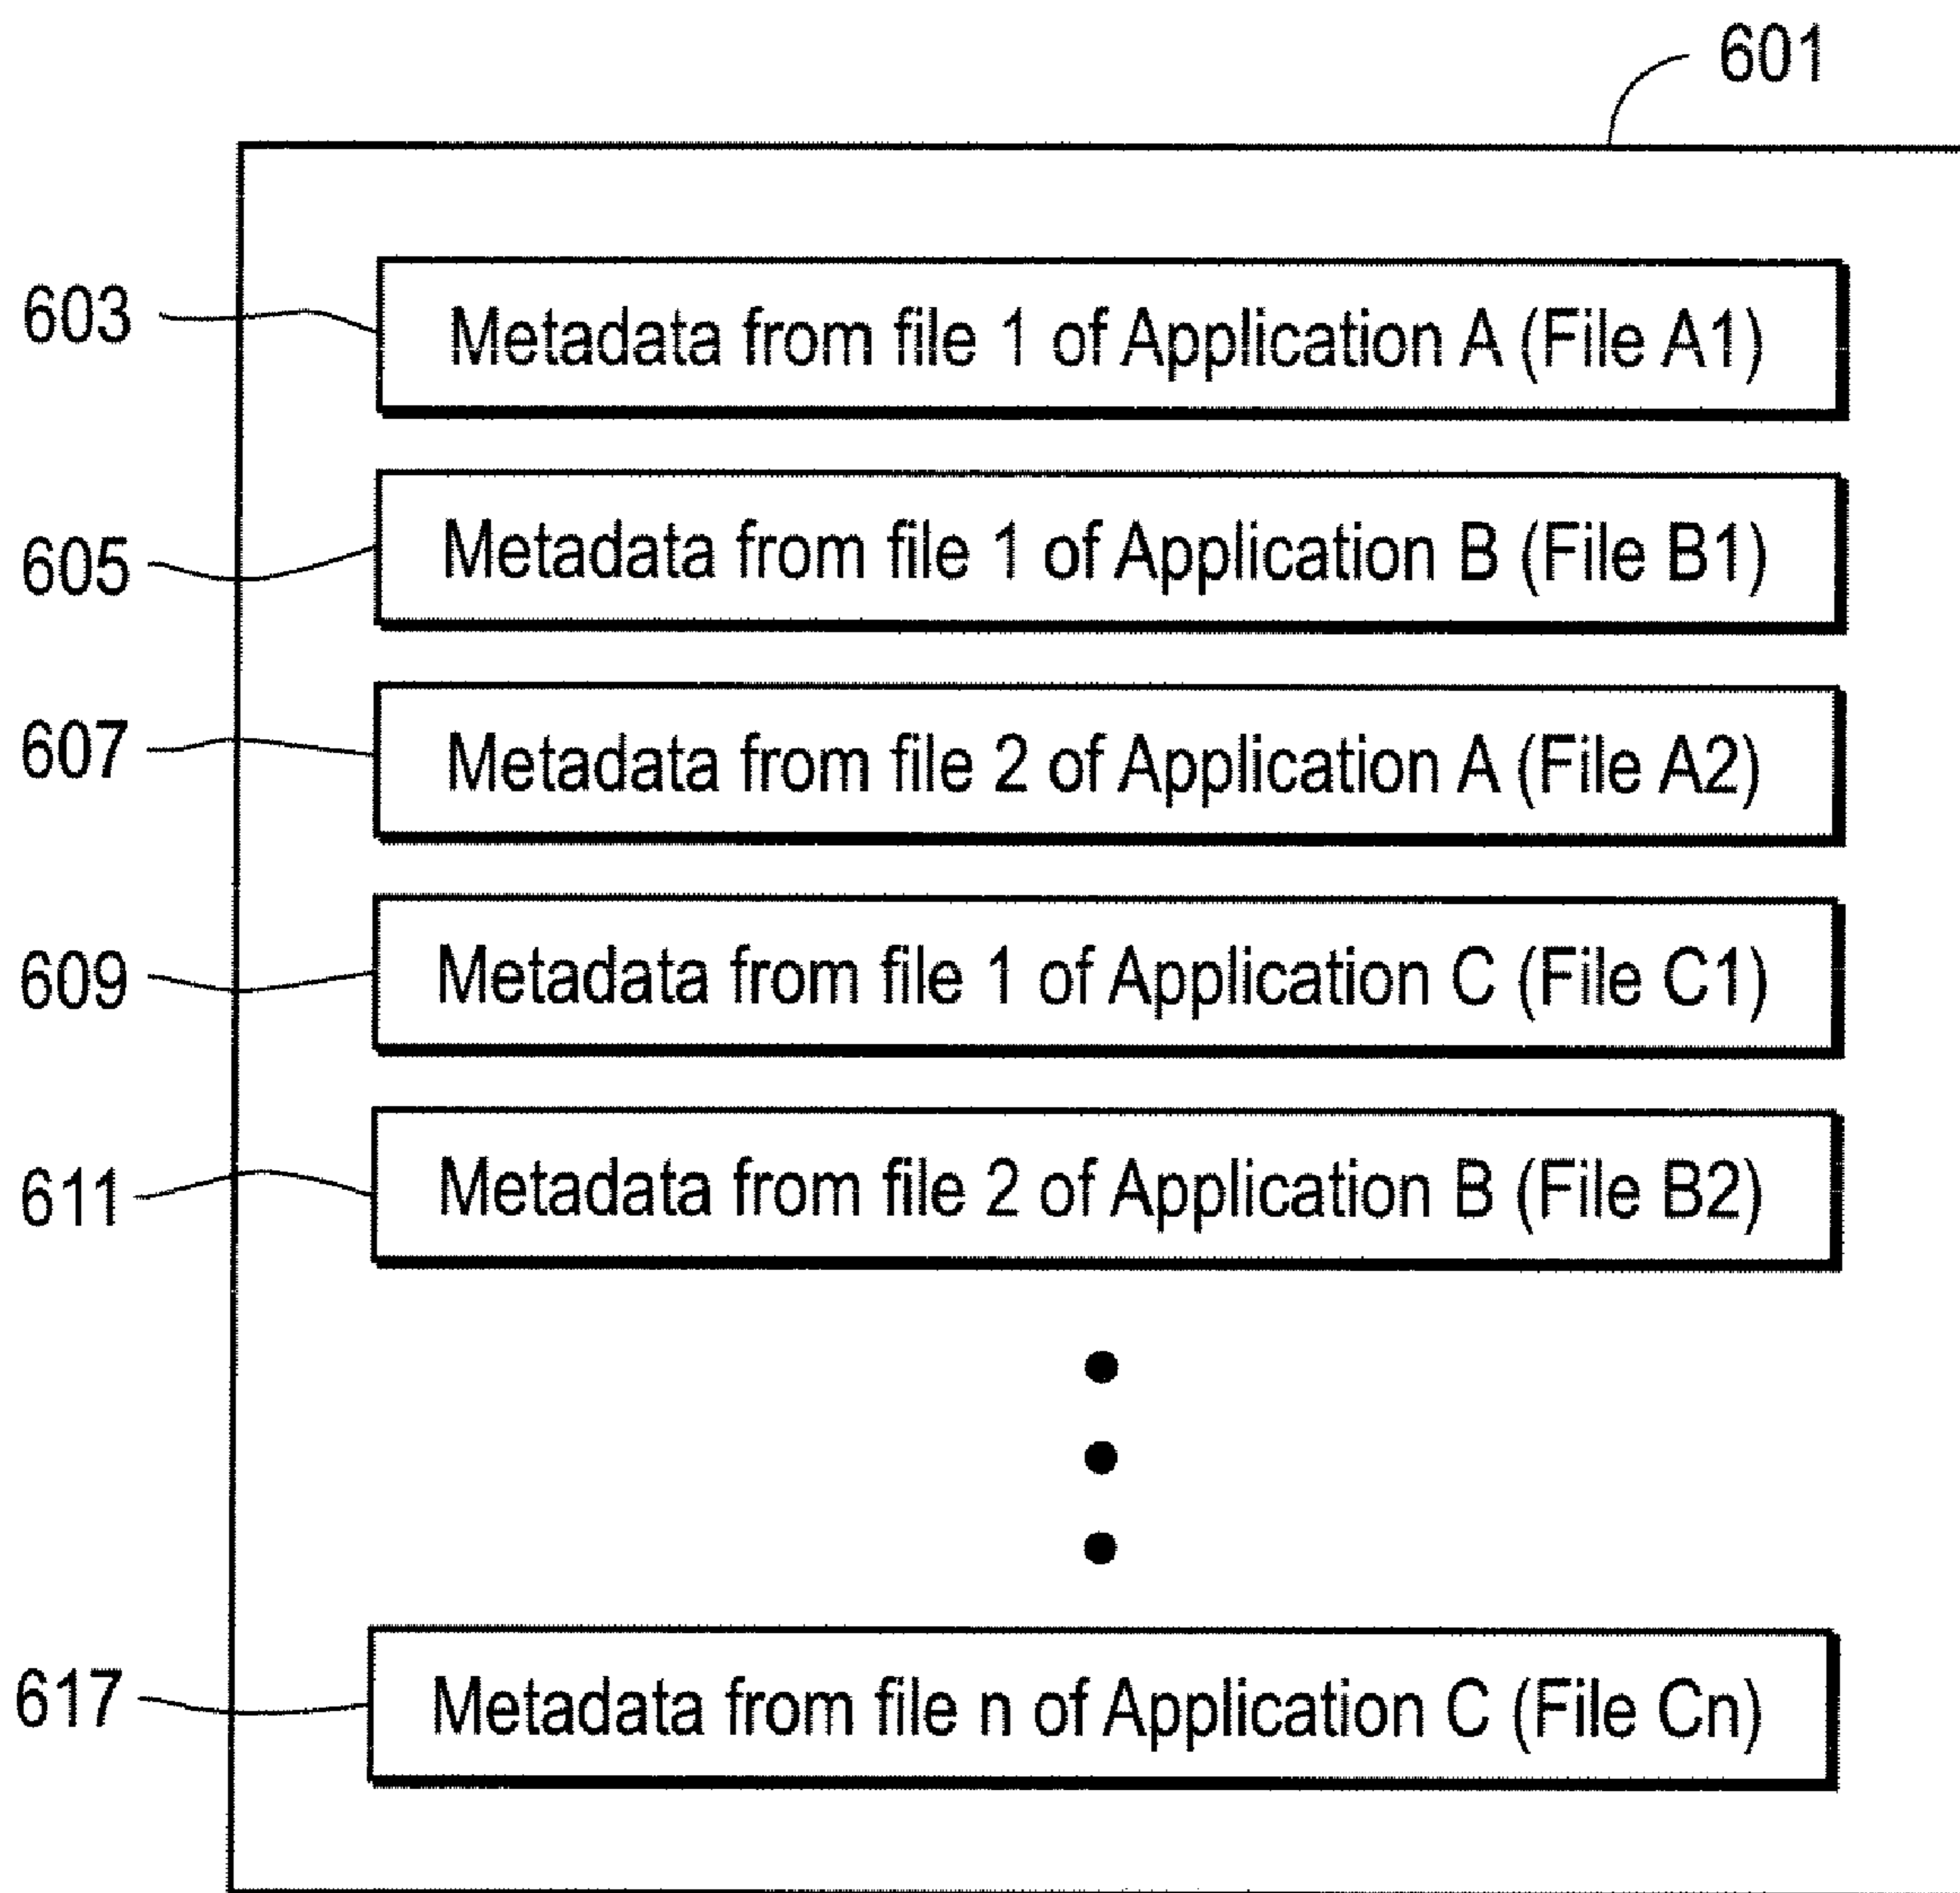 601
603 Metadata from file 1 of Application A (File A1)
605 Metadata from file 1 of Application B (File B1)
607 Metadata from file 2 of Application A (File A2)
609 Metadata from file 1 of Application C (File C1)
611 Metadata from file 2 of Application B (File B2)
617 Metadata from file n of Application C (File Cn)